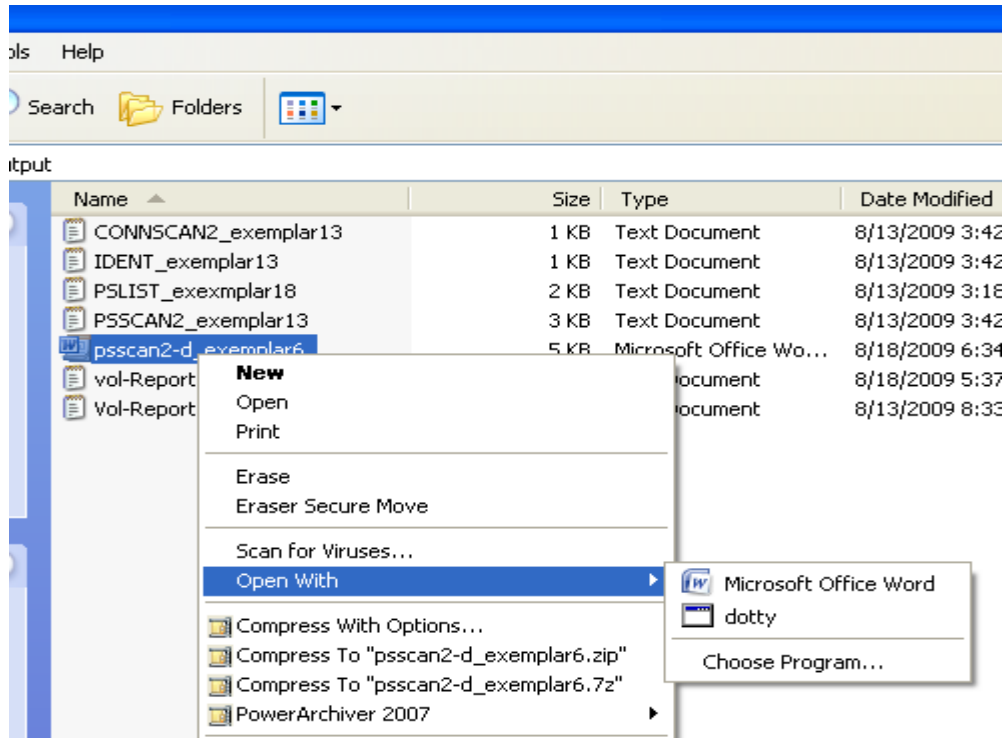 ols Help
Search Folders
utput
Name Size Type Date Modified
CONNSCAN2_exemplar13 1 KB Text Document 8/13/2009 3:42
IDENT_exemplar13 1 KB Text Document 8/13/2009 3:42
PSLIST_exexmplar18 2 KB Text Document 8/13/2009 3:18
PSSCAN2_exemplar13 3 KB Text Document 8/13/2009 3:42
psscan2-d_exemplar6 5 KB Microsoft Office Wo... 8/18/2009 6:34
vol-Report Document 8/18/2009 5:37
Vol-Report Document 8/13/2009 8:33
New
Open
Print
Erase
Eraser Secure Move
Scan for Viruses...
Open With
Microsoft Office Word
dotty
Choose Program...
Compress With Options...
Compress To "psscan2-d_exemplar6.zip"
Compress To "psscan2-d_exemplar6.7z"
PowerArchiver 2007